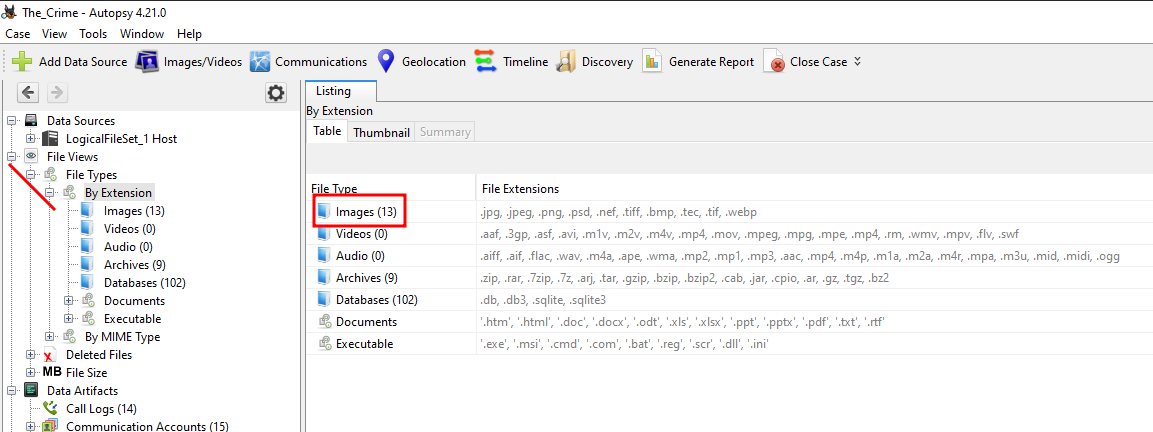 The_Crime - Autopsy 4.21.0
Case View Tools Window Help
Add Data Source Images/Videos Communications Geolocation Timeline Discovery Generate Report Close Case
Data Sources
LogicalFileSet_1 Host
File Views
File Types
By Extension
Images (13)
Videos (0)
Audio (0)
Archives (9)
Databases (102)
Documents
Executable
By MIME Type
Deleted Files
MB File Size
Data Artifacts
Call Logs (14)
Communication Accounts (15)
Listing
By Extension
Table Thumbnail Summary
File Type File Extensions
Images (13) .jpg, .jpeg, .png, .psd, .nef, .tiff, .bmp, .tec, .tif, .webp
Videos (0) .aaf, .3gp, .asf, .avi, .m1v, .m2v, .m4v, .mp4, .mov, .mpeg, .mpg, .mpe, .mp4, .rm, .wmv, .mpv, .flv, .swf
Audio (0) .aiff, .aif, .flac, .wav, .m4a, .ape, .wma, .mp2, .mp1, .mp3, .aac, .mp4, .m4p, .m1a, .m2a, .m4r, .mpa, .m3u, .mid, .midi, .ogg
Archives (9) .zip, .rar, .7zip, .7z, .arj, .tar, .gzip, .bzip, .bzip2, .cab, .jar, .cpio, .ar, .gz, .tgz, .bz2
Databases (102) .db, .db3, .sqlite, .sqlite3
Documents '.htm', '.html', '.doc', '.docx', '.odt', '.xls', '.xlsx', '.ppt', '.pptx', '.pdf', '.txt', '.rtf'
Executable '.exe', '.msi', '.cmd', '.com', '.bat', '.reg', '.scr', '.dll', '.ini'